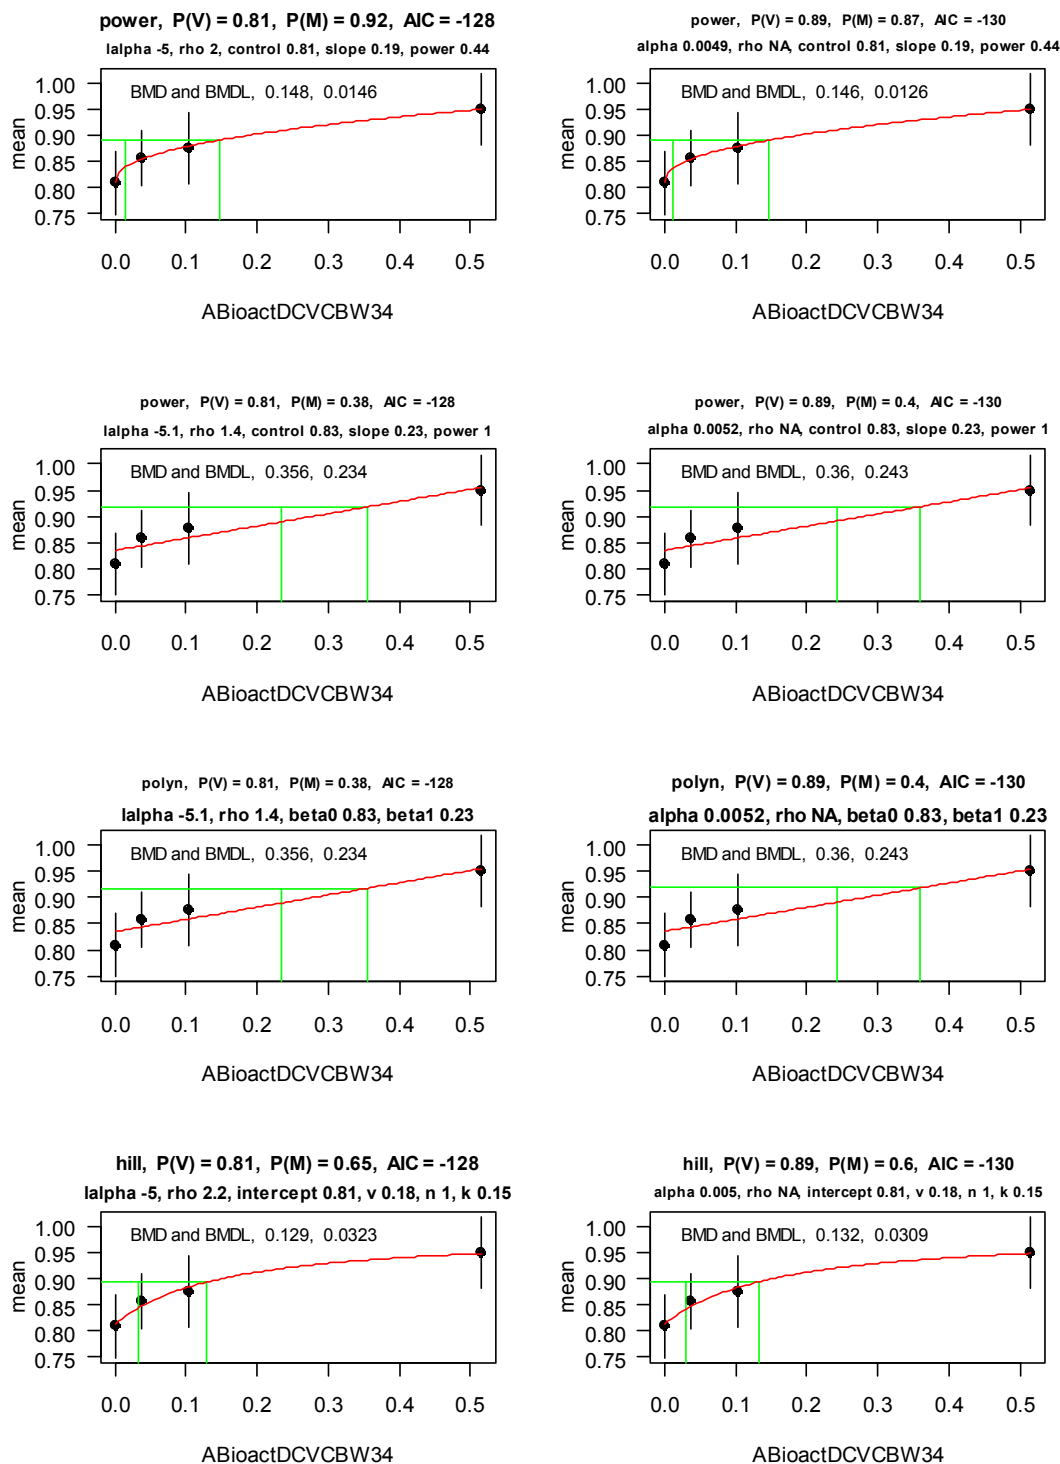 power, P(V) = 0.81, P(M) = 0.92, AIC = -128
lalpha -5, rho 2, control 0.81, slope 0.19, power 0.44
BMD and BMDL, 0.148, 0.0146
mean
1.00
0.95
0.90
0.85
0.80
0.75
0.0 0.1 0.2 0.3 0.4 0.5
ABioactDCVCBW34
power, P(V) = 0.89, P(M) = 0.87, AIC = -130
alpha 0.0049, rho NA, control 0.81, slope 0.19, power 0.44
BMD and BMDL, 0.146, 0.0126
mean
1.00
0.95
0.90
0.85
0.80
0.75
0.0 0.1 0.2 0.3 0.4 0.5
ABioactDCVCBW34
power, P(V) = 0.81, P(M) = 0.38, AIC = -128
lalpha -5.1, rho 1.4, control 0.83, slope 0.23, power 1
BMD and BMDL, 0.356, 0.234
mean
1.00
0.95
0.90
0.85
0.80
0.75
0.0 0.1 0.2 0.3 0.4 0.5
ABioactDCVCBW34
power, P(V) = 0.89, P(M) = 0.4, AIC = -130
alpha 0.0052, rho NA, control 0.83, slope 0.23, power 1
BMD and BMDL, 0.36, 0.243
mean
1.00
0.95
0.90
0.85
0.80
0.75
0.0 0.1 0.2 0.3 0.4 0.5
ABioactDCVCBW34
polyn, P(V) = 0.81, P(M) = 0.38, AIC = -128
lalpha -5.1, rho 1.4, beta0 0.83, beta1 0.23
BMD and BMDL, 0.356, 0.234
mean
1.00
0.95
0.90
0.85
0.80
0.75
0.0 0.1 0.2 0.3 0.4 0.5
ABioactDCVCBW34
polyn, P(V) = 0.89, P(M) = 0.4, AIC = -130
alpha 0.0052, rho NA, beta0 0.83, beta1 0.23
BMD and BMDL, 0.36, 0.243
mean
1.00
0.95
0.90
0.85
0.80
0.75
0.0 0.1 0.2 0.3 0.4 0.5
ABioactDCVCBW34
hill, P(V) = 0.81, P(M) = 0.65, AIC = -128
lalpha -5, rho 2.2, intercept 0.81, v 0.18, n 1, k 0.15
BMD and BMDL, 0.129, 0.0323
mean
1.00
0.95
0.90
0.85
0.80
0.75
0.0 0.1 0.2 0.3 0.4 0.5
ABioactDCVCBW34
hill, P(V) = 0.89, P(M) = 0.6, AIC = -130
alpha 0.005, rho NA, intercept 0.81, v 0.18, n 1, k 0.15
BMD and BMDL, 0.132, 0.0309
mean
1.00
0.95
0.90
0.85
0.80
0.75
0.0 0.1 0.2 0.3 0.4 0.5
ABioactDCVCBW34